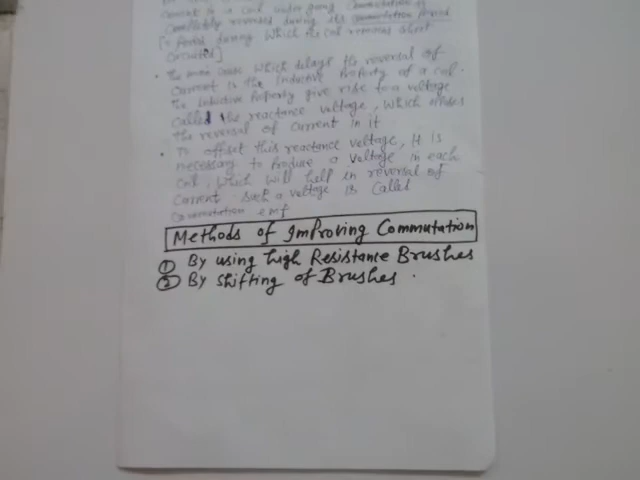 current in a coil undergoing commutation is
completely reverses during its commutation period
[ Period during which the coil remains short
circuited]
• The main cause which delays the reversal of
current is the inductive Property of a coil.
The inductive Property give rise to a voltage
called the reactance voltage, which opposes
the reversal of current in it
• To offset this reactance voltage, it is
necessary to Produce a voltage in each
coil, which will help in reversal of
current such a voltage is called
commutation emf
Methods of Improving Commutation
① By using high Resistance Brushes
② By Shifting of Brushes .